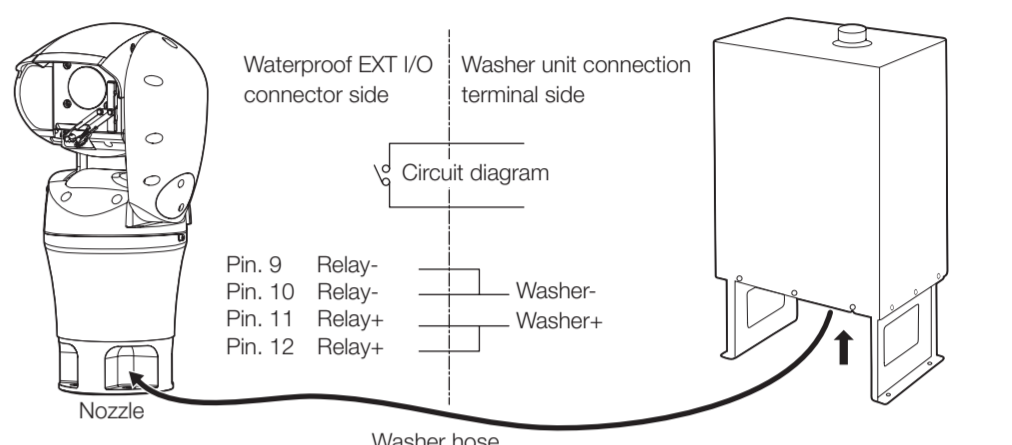 Waterproof EXT I/O
connector side
Washer unit connection
terminal side
Circuit diagram
Pin. 9 Relay-
Pin. 10 Relay-
Pin. 11 Relay+
Pin. 12 Relay+
Washer-
Washer+
Nozzle
Washer hose